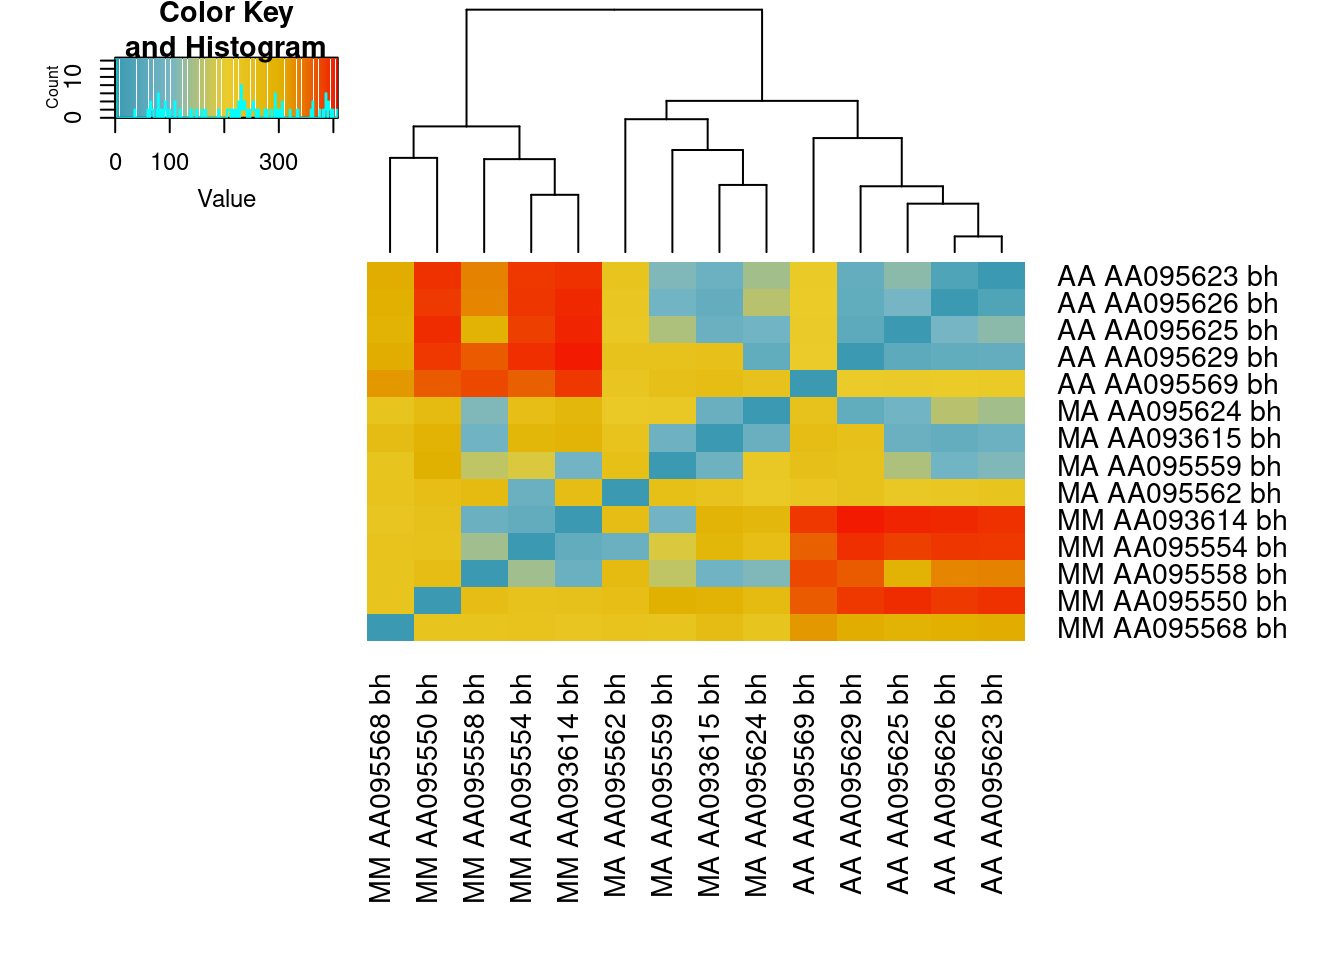 Color Key
and Histogram
Count
0
10
0
100
300
Value
AA AA095623 bh
AA AA095626 bh
AA AA095625 bh
AA AA095629 bh
AA AA095569 bh
MA AA095624 bh
MA AA093615 bh
MA AA095559 bh
MA AA095562 bh
MM AA093614 bh
MM AA095554 bh
MM AA095558 bh
MM AA095550 bh
MM AA095568 bh
MM AA095568 bh
MM AA095550 bh
MM AA095558 bh
MM AA095554 bh
MM AA093614 bh
MA AA095562 bh
MA AA095559 bh
MA AA093615 bh
MA AA095624 bh
AA AA095569 bh
AA AA095629 bh
AA AA095625 bh
AA AA095626 bh
AA AA095623 bh